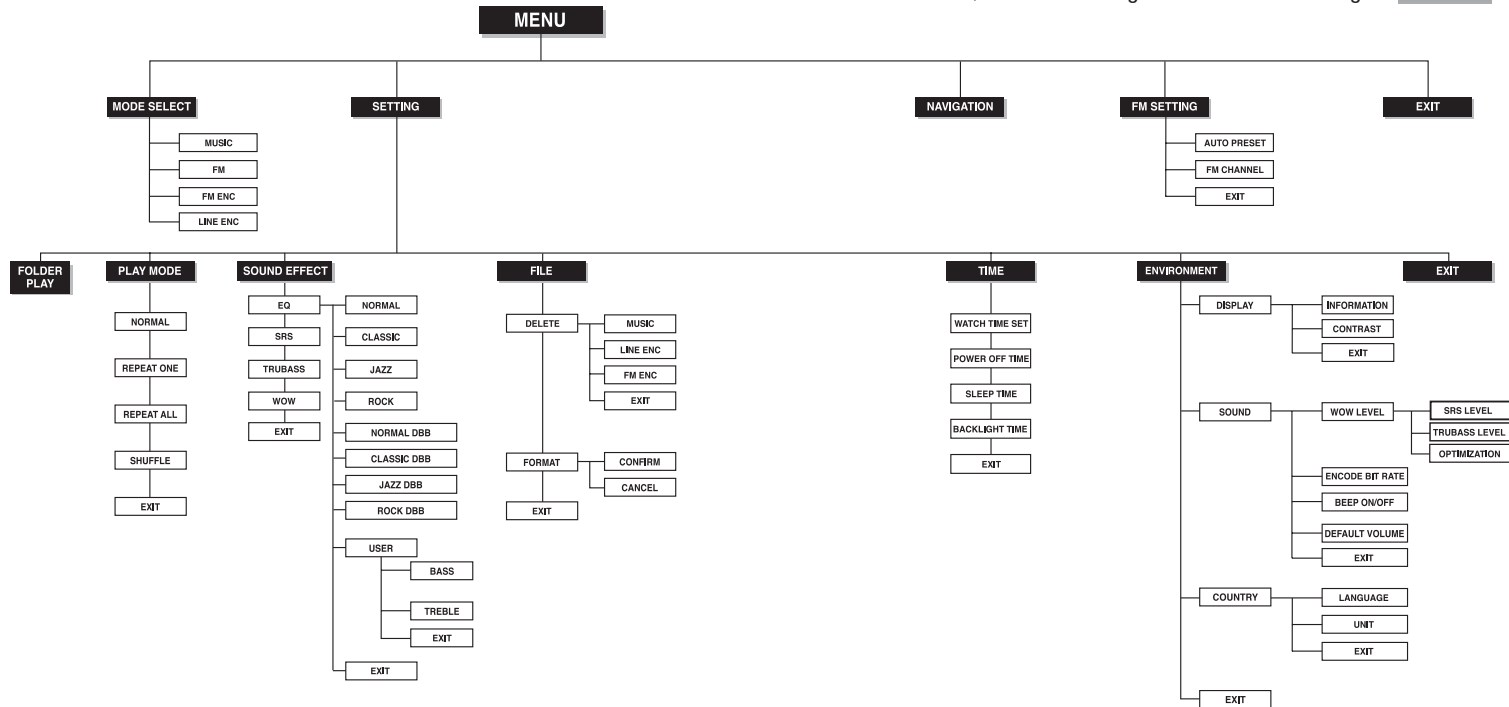 MENU
MODE SELECT
MUSIC
FM
FM ENC
LINE ENC
SETTING
NAVIGATION
FM SETTING
AUTO PRESET
FM CHANNEL
EXIT
EXIT
FOLDER
PLAY
PLAY MODE
NORMAL
REPEAT ONE
REPEAT ALL
SHUFFLE
EXIT
SOUND EFFECT
EQ
SRS
TRUBASS
WOW
EXIT
NORMAL
CLASSIC
JAZZ
ROCK
NORMAL DBB
CLASSIC DBB
JAZZ DBB
ROCK DBB
USER
BASS
TREBLE
EXIT
EXIT
FILE
DELETE
MUSIC
LINE ENC
FM ENC
EXIT
FORMAT
CONFIRM
CANCEL
EXIT
TIME
WATCH TIME SET
POWER OFF TIME
SLEEP TIME
BACKLIGHT TIME
EXIT
ENVIRONMENT
DISPLAY
INFORMATION
CONTRAST
EXIT
SOUND
WOW LEVEL
SRS LEVEL
TRUBASS LEVEL
OPTIMIZATION
ENCODE BIT RATE
BEEP ON/OFF
DEFAULT VOLUME
EXIT
COUNTRY
LANGUAGE
UNIT
EXIT
EXIT
EXIT